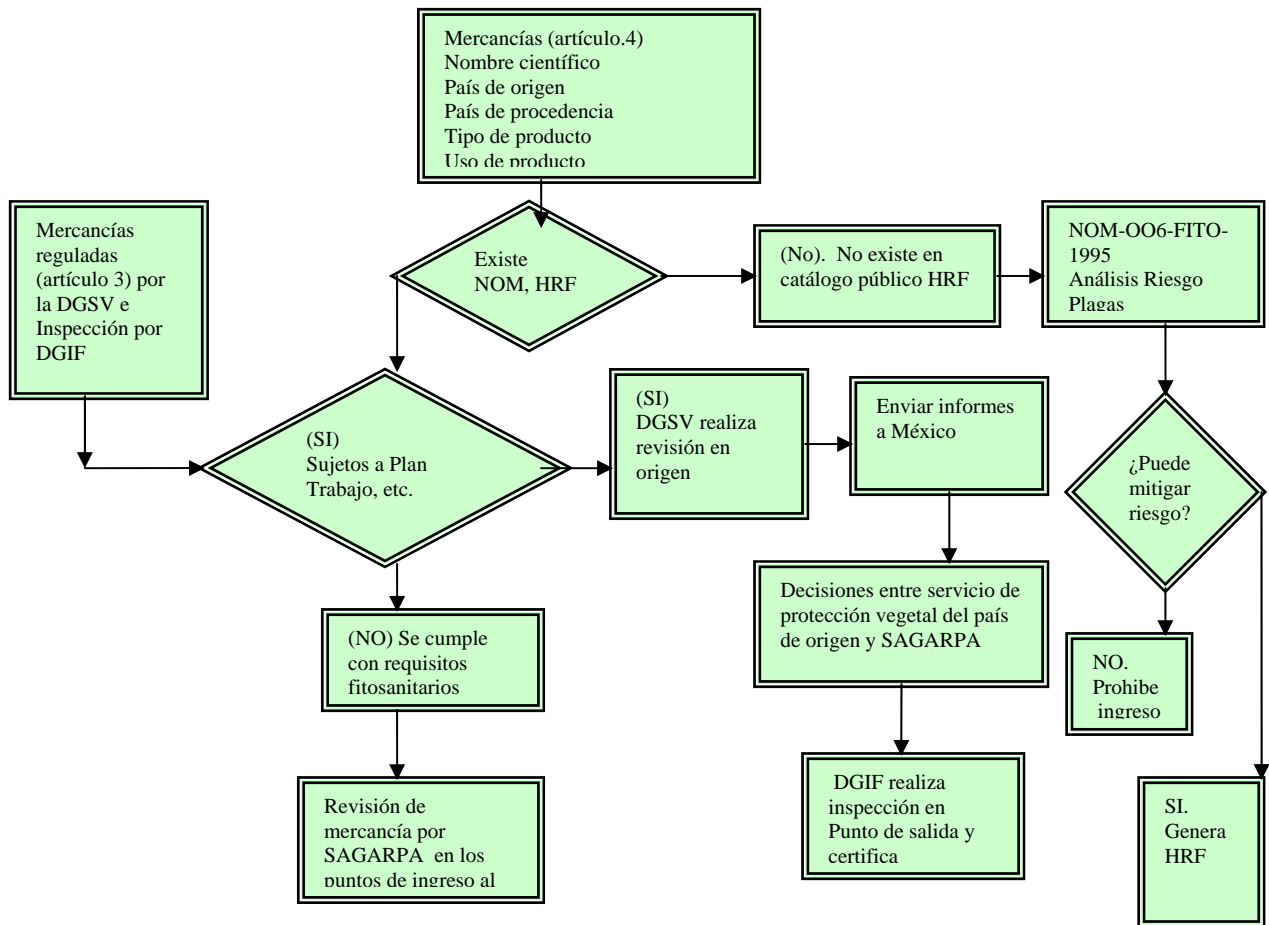 Mercancías (artículo.4)
Nombre científico
País de origen
País de procedencia
Tipo de producto
Uso de producto
Mercancías
reguladas
(artículo 3) por
la DGSV e
Inspección por
DGIF
Existe
NOM, HRF
(No).  No existe en
catálogo público HRF
NOM-OO6-FITO-
1995
Análisis Riesgo
Plagas
(SI)
Sujetos a Plan
Trabajo, etc.
(SI)
DGSV realiza
revisión en
origen
Enviar informes
a México
¿Puede
mitigar
riesgo?
Decisiones entre servicio de
protección vegetal del país
de origen y SAGARPA
(NO) Se cumple
con requisitos
fitosanitarios
NO.
Prohibe
ingreso
Revisión de
mercancía por
SAGARPA  en los
puntos de ingreso al
DGIF realiza
inspección en
Punto de salida y
certifica
SI.
Genera
HRF